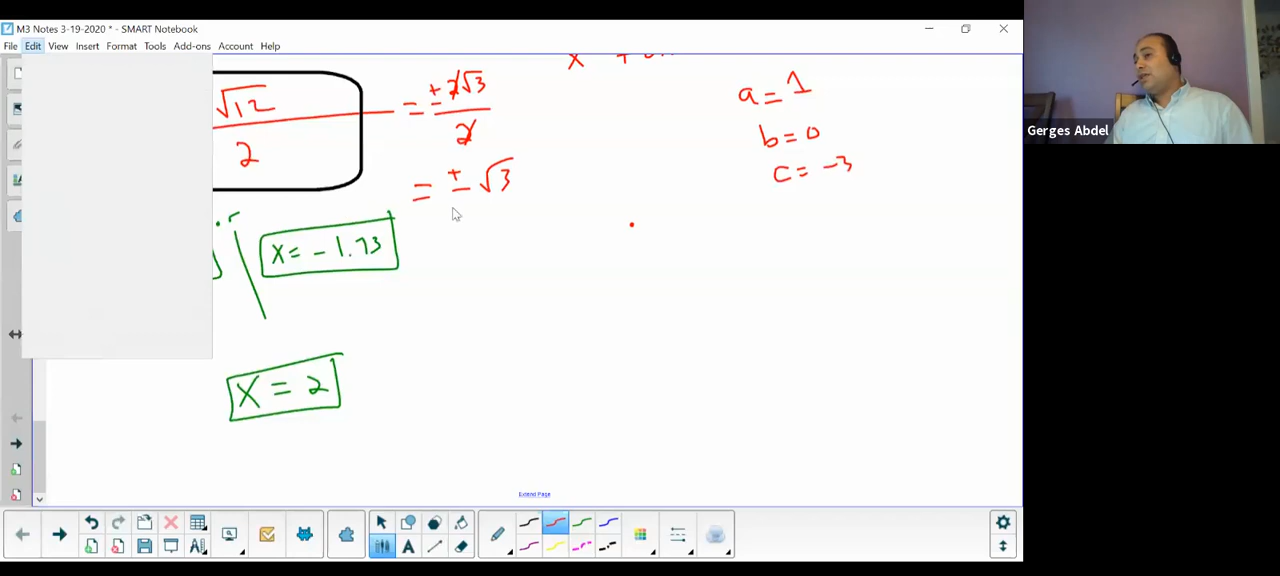 M3 Notes 3-19-2020 * - SMART Notebook
File Edit View Insert Format Tools Add-ons Account Help
√12
2
= ± 2√3
2
= ± √3
x
a = 1
b = 0
c = -3
x = - 1.73
x = 2
Extend Page
Gerges Abdel